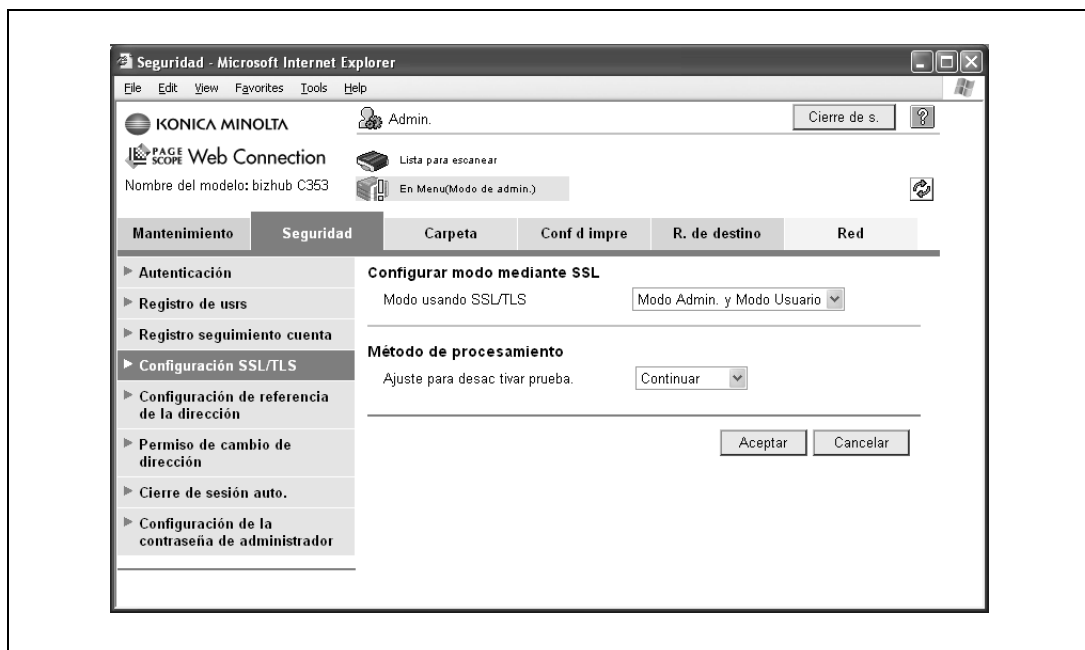 Seguridad - Microsoft Internet Explorer
File Edit View Favorites Tools Help
KONICA MINOLTA
Admin.
Cierre de s.
?
PAGE SCOPE Web Connection
Lista para escanear
Nombre del modelo: bizhub C353
En Menu(Modo de admin.)
Mantenimiento Seguridad Carpeta Conf d impre R. de destino Red
Autenticación
Registro de usrs
Registro seguimiento cuenta
Configuración SSL/TLS
Configuración de referencia
de la dirección
Permiso de cambio de
dirección
Cierre de sesión auto.
Configuración de la
contraseña de administrador
Configurar modo mediante SSL
Modo usando SSL/TLS Modo Admin. y Modo Usuario
Método de procesamiento
Ajuste para desac tivar prueba. Continuar
Aceptar Cancelar